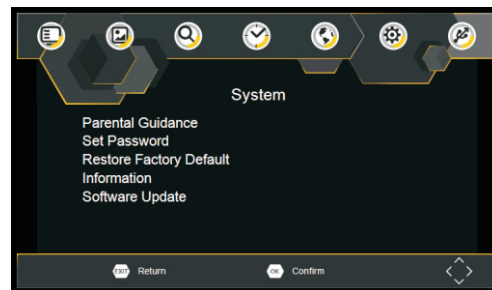 System
Parental Guidance
Set Password
Restore Factory Default
Information
Software Update
EXIT Return
OK Confirm